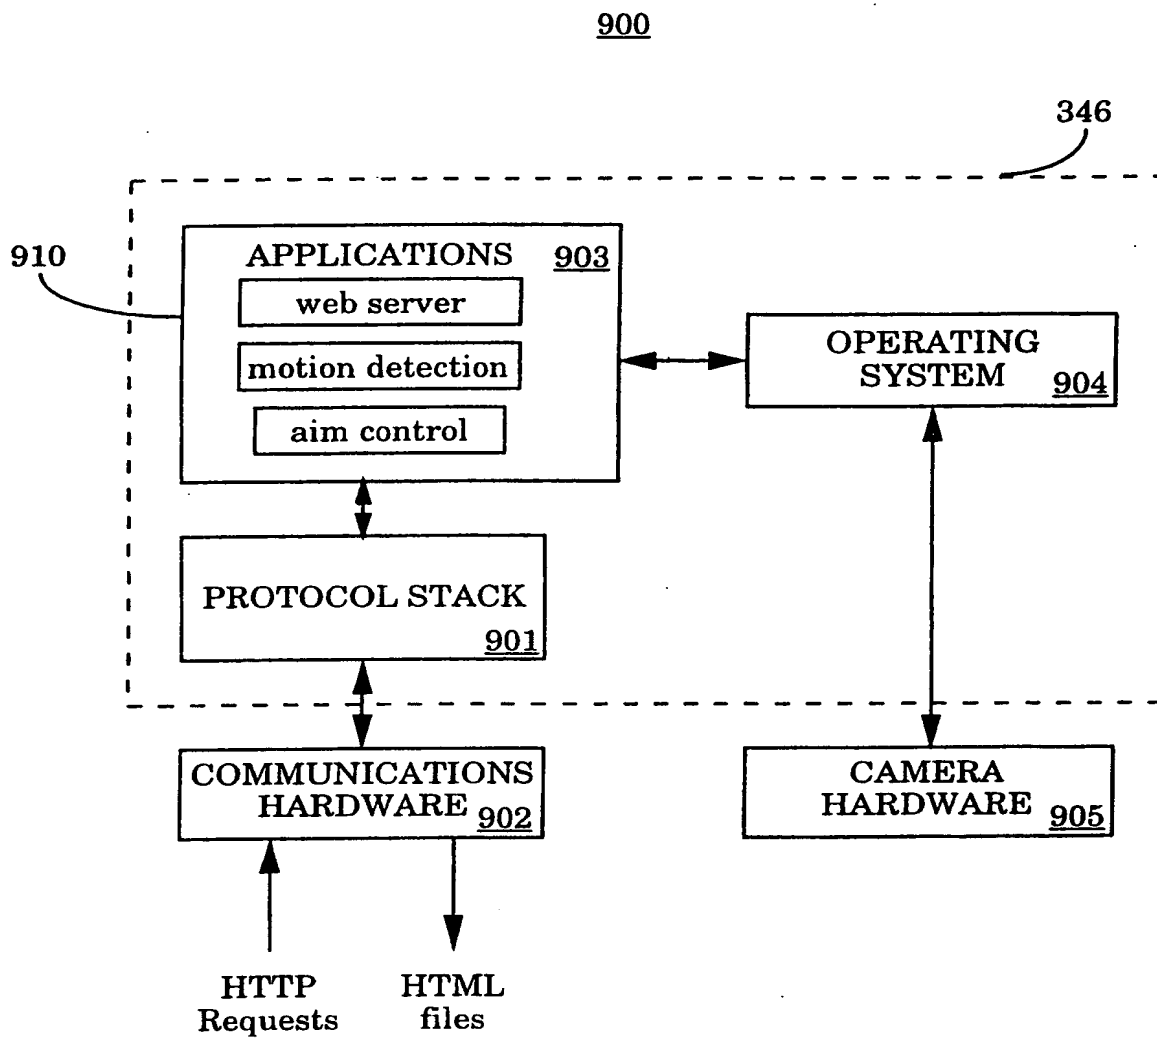 900
346
910
APPLICATIONS
903
web server
motion detection
aim control
OPERATING
SYSTEM
904
PROTOCOL STACK
901
COMMUNICATIONS
HARDWARE
902
CAMERA
HARDWARE
905
HTTP
Requests
HTML
files